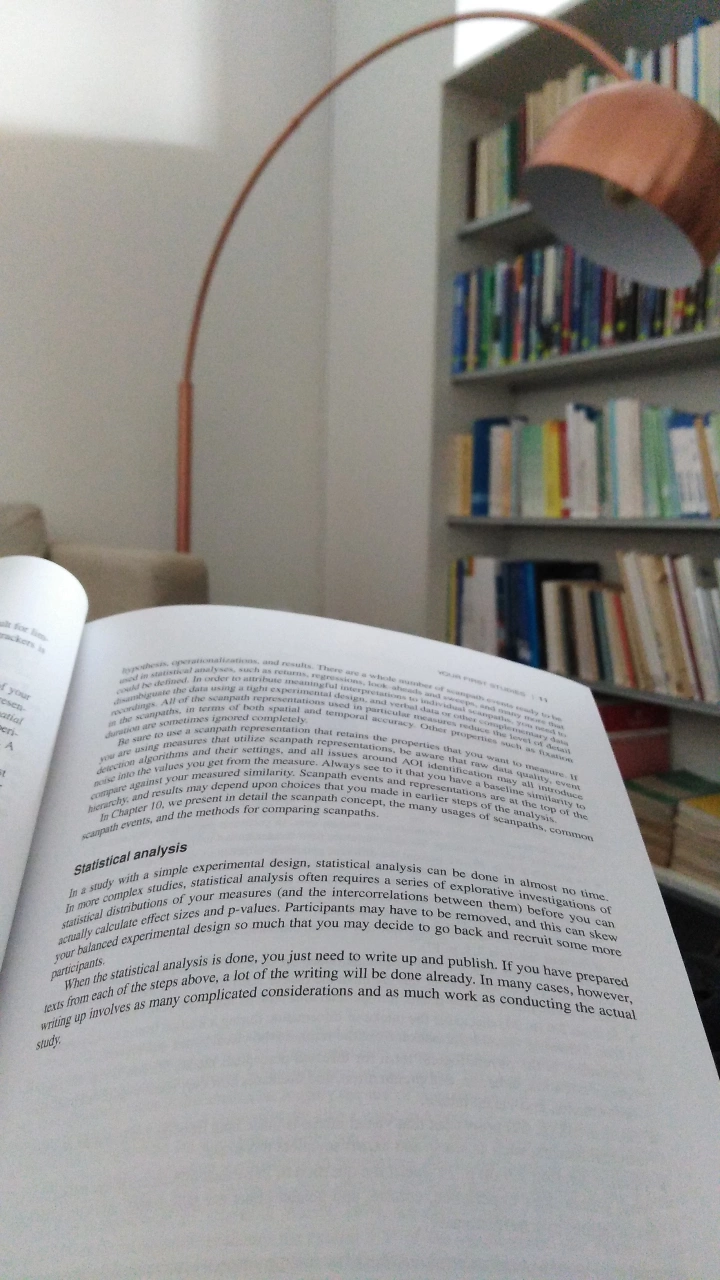 ult for lim-
rackers is
of your
esen-
patial
peri-
A
st
YOUR FIRST STUDIES | 11
hypothesis, operationalizations, and results. There are a whole number of scanpath events ready to be
used in statistical analyses, such as returns, regressions, look-aheads and sweeps, and many more that
could be defined. In order to attribute meaningful interpretations to individual scanpaths, you need to
disambiguate the data using a tight experimental design, and verbal data or other complementary data
recordings. All of the scanpath representations used in particular measures reduce the level of detail
in the scanpaths, in terms of both spatial and temporal accuracy. Other properties such as fixation
duration are sometimes ignored completely.
Be sure to use a scanpath representation that retains the properties that you want to measure. If
you are using measures that utilize scanpath representations, be aware that raw data quality, event
detection algorithms and their settings, and all issues around AOI identification may all introduce
noise into the values you get from the measure. Always see to it that you have a baseline similarity to
compare against your measured similarity. Scanpath events and representations are at the top of the
hierarchy, and results may depend upon choices that you made in earlier steps of the analysis.
In Chapter 10, we present in detail the scanpath concept, the many usages of scanpaths, common
scanpath events, and the methods for comparing scanpaths.
Statistical analysis
In a study with a simple experimental design, statistical analysis can be done in almost no time.
In more complex studies, statistical analysis often requires a series of explorative investigations of
statistical distributions of your measures (and the intercorrelations between them) before you can
actually calculate effect sizes and p-values. Participants may have to be removed, and this can skew
your balanced experimental design so much that you may decide to go back and recruit some more
participants.
When the statistical analysis is done, you just need to write up and publish. If you have prepared
texts from each of the steps above, a lot of the writing will be done already. In many cases, however,
writing up involves as many complicated considerations and as much work as conducting the actual
study.